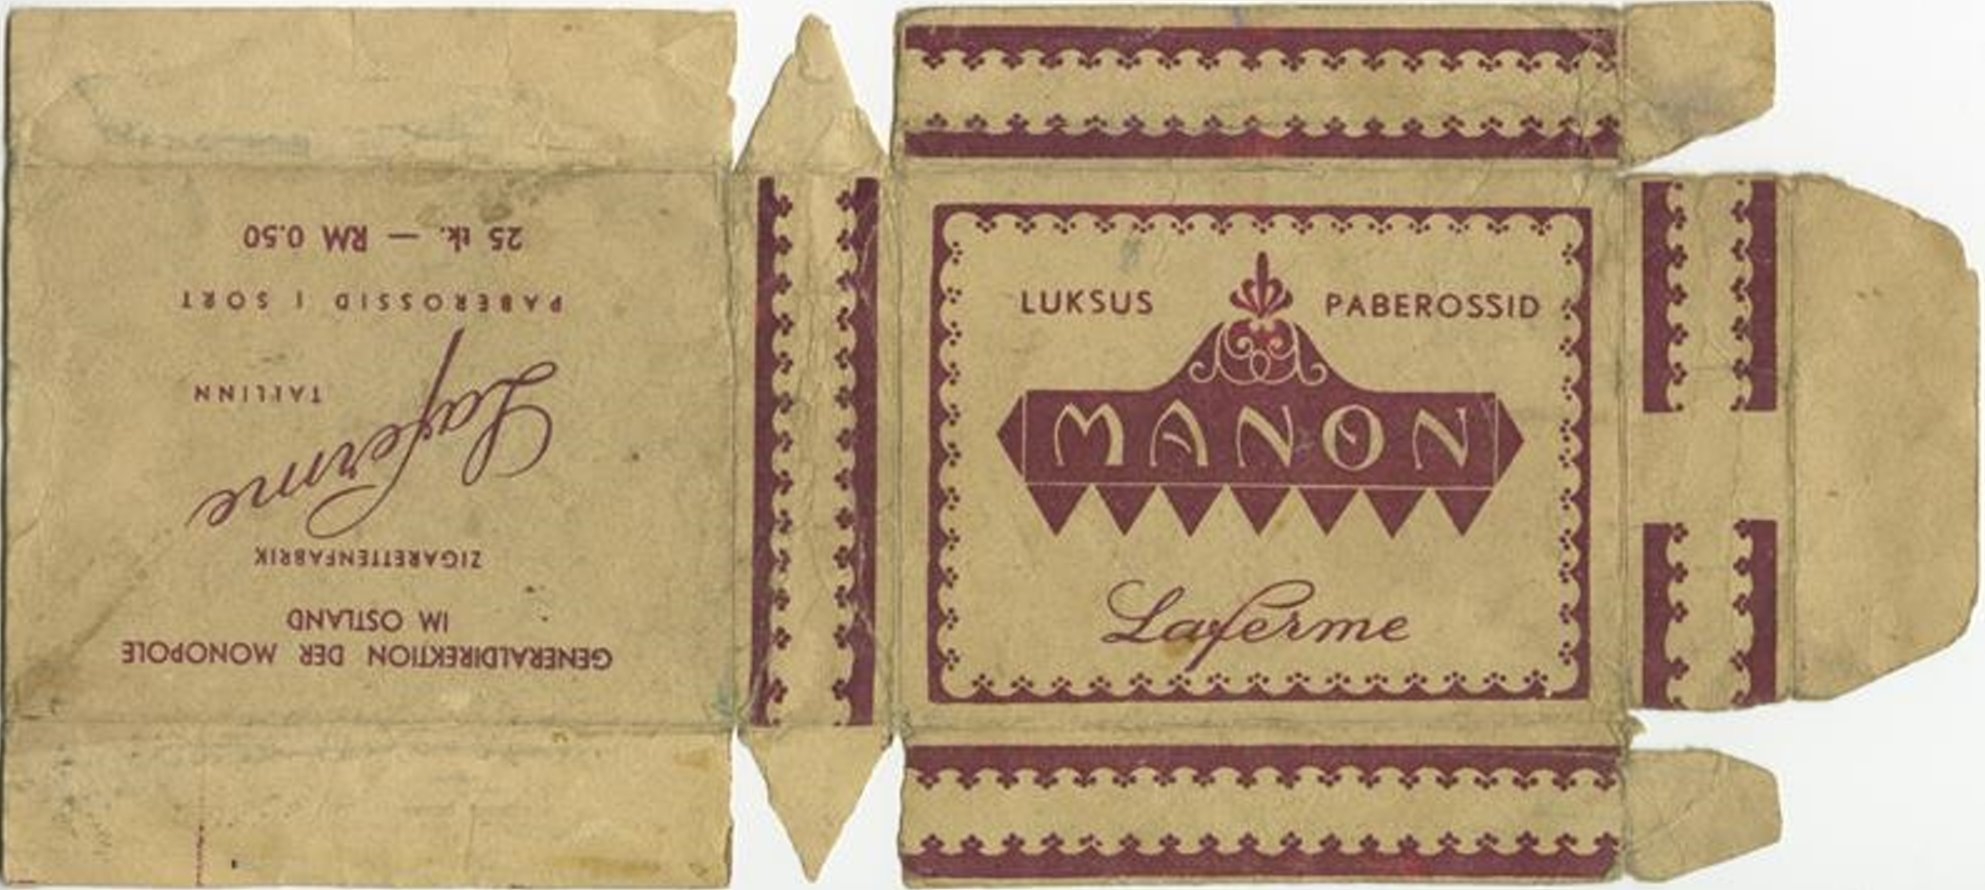 LUKSUS PABEROSSID
MANON
Laferme
GENERALDIREKTION DER MONOPOLE
IM OSTLAND
ZIGARETTENFABRIK
Laferme
TALLINN
PABEROSSID I SORT
25 tk. — RM 0.50